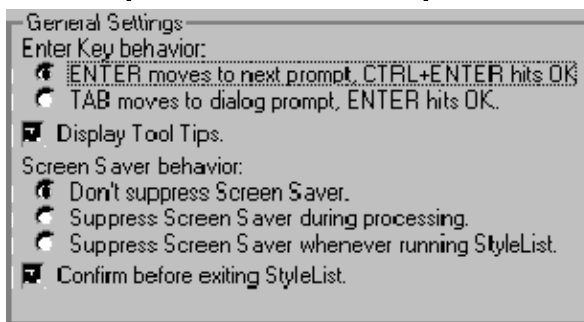 General Settings
Enter Key behavior:
ENTER moves to next prompt, CTRL+ENTER hits OK
TAB moves to dialog prompt, ENTER hits OK.
Display Tool Tips.
Screen Saver behavior:
Don't suppress Screen Saver.
Suppress Screen Saver during processing.
Suppress Screen Saver whenever running StyleList.
Confirm before exiting StyleList.